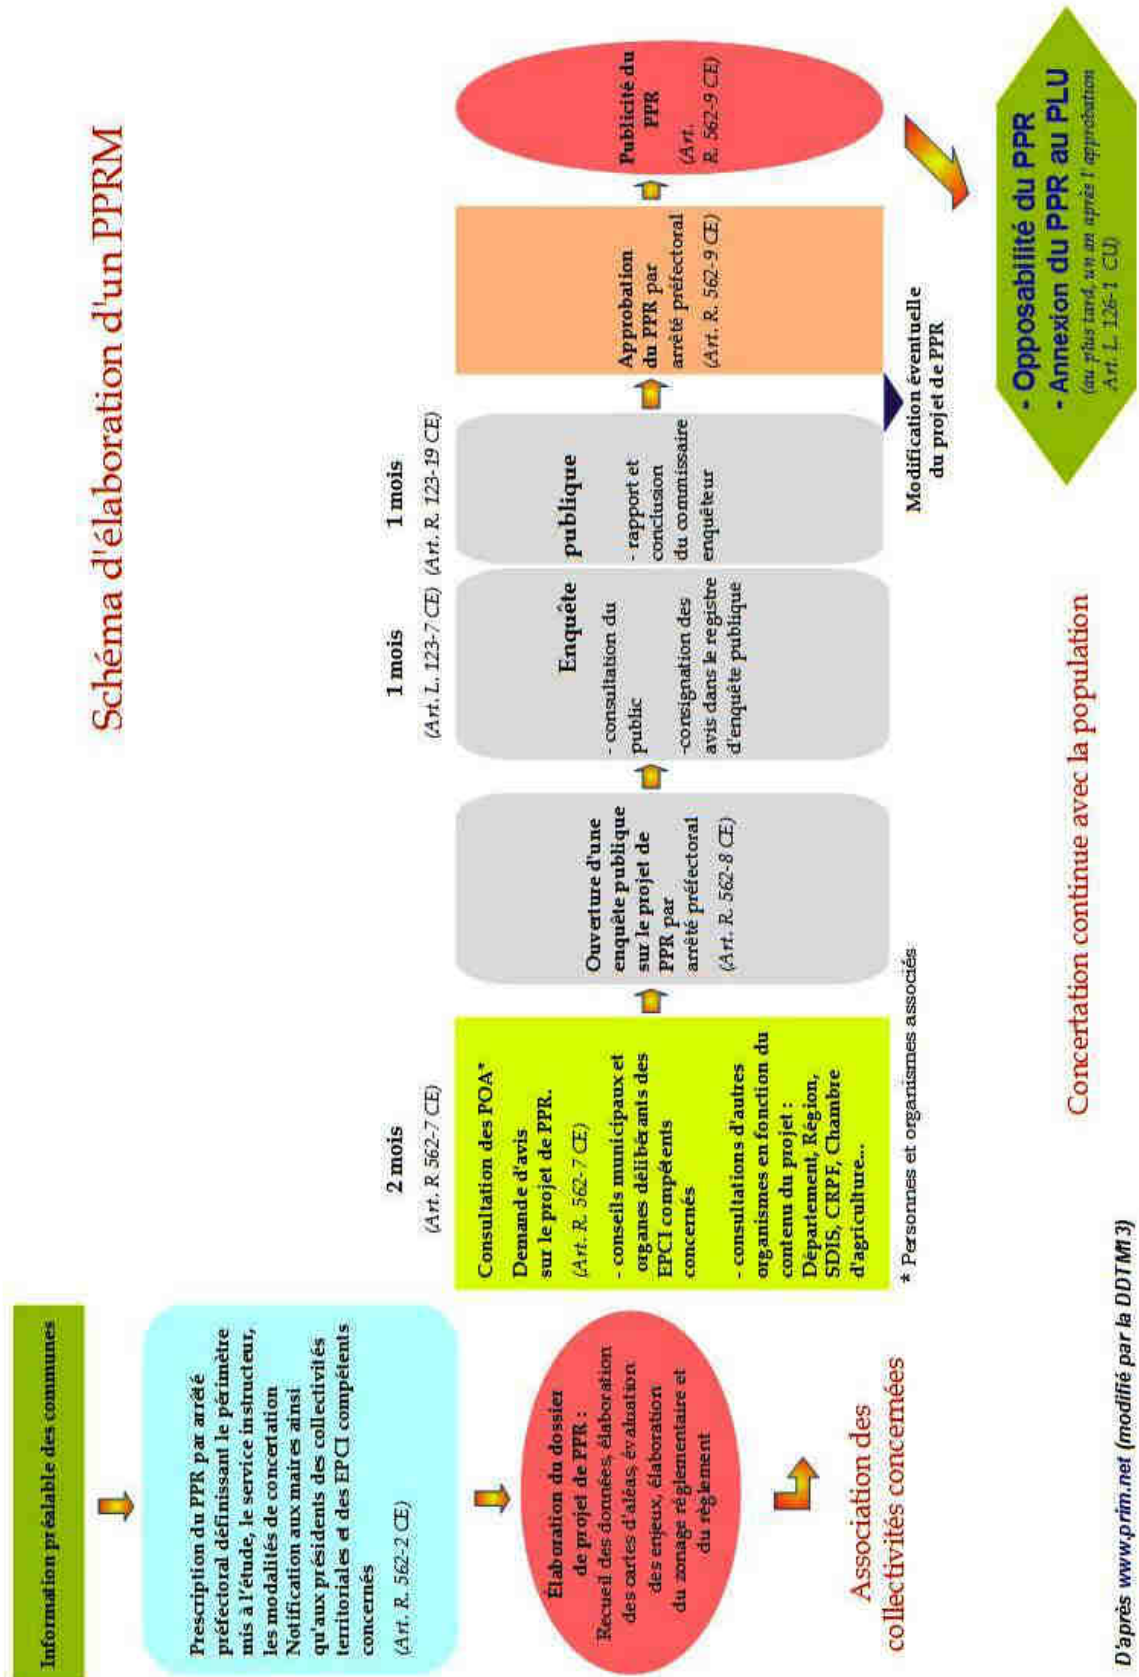 Schéma d'élaboration d'un PPRM
Information préalable des communes
Prescription du PPR par arrêté
préfectoral définissant le périmètre
mis à l'étude, le service instructeur,
les modalités de concertation
Notification aux maires ainsi
qu'aux présidents des collectivités
territoriales et des EPCI compétents
concernés
(Art. R. 562-2 CE)
Élaboration du dossier
de projet de PPR :
Recueil des données, élaboration
des cartes d'aléas, évaluation
des enjeux, élaboration
du zonage réglementaire et
du règlement
Association des
collectivités concernées
2 mois
(Art. R 562-7 CE)
Consultation des POA*
Demande d'avis
sur le projet de PPR.
(Art. R. 562-7 CE)
- conseils municipaux et
organes délibérants des
EPCI compétents
concernés
- consultations d'autres
organismes en fonction du
contenu du projet :
Département, Région,
SDIS, CRPF, Chambre
d'agriculture...
* Personnes et organismes associés
Ouverture d'une
enquête publique
sur le projet de
PPR par
arrêté préfectoral
(Art. R. 562-8 CE)
1 mois
(Art. L. 123-7 CE)
1 mois
(Art. R. 123-19 CE)
Enquête publique
- consultation du
public
-consignation des
avis dans le registre
d'enquête publique
- rapport et
conclusion
du commissaire
enquêteur
Approbation
du PPR par
arrêté préfectoral
(Art. R. 562-9 CE)
Modification éventuelle
du projet de PPR
Publicité du
PPR
(Art.
R. 562-9 CE)
- Opposabilité du PPR
- Annexion du PPR au PLU
(au plus tard, un an après l'approbation
Art. L. 126-1 CU)
Concertation continue avec la population
D'après www.prim.net (modifié par la DDTM13)